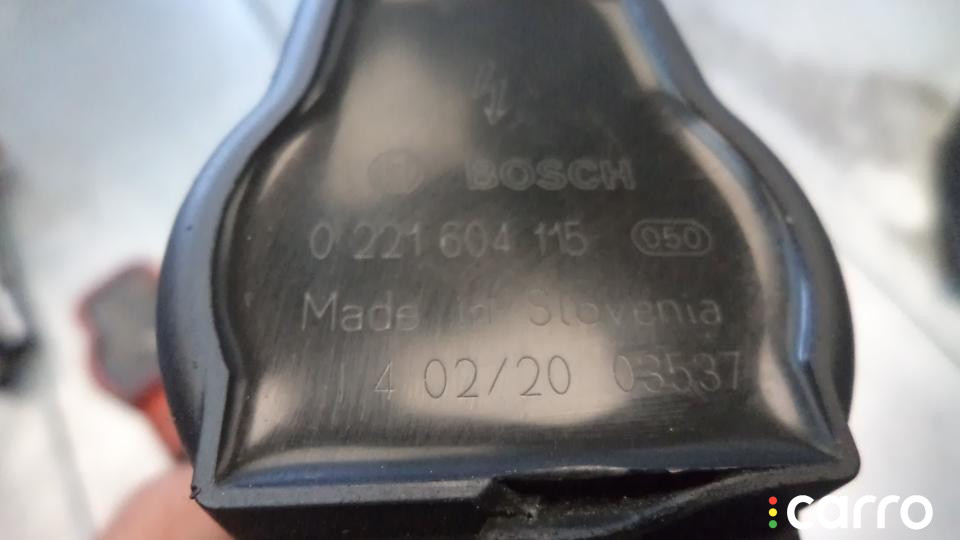 BOSCH
0 221 604 115 050
Made in Slovenia
1 4 02/20 03537
carro